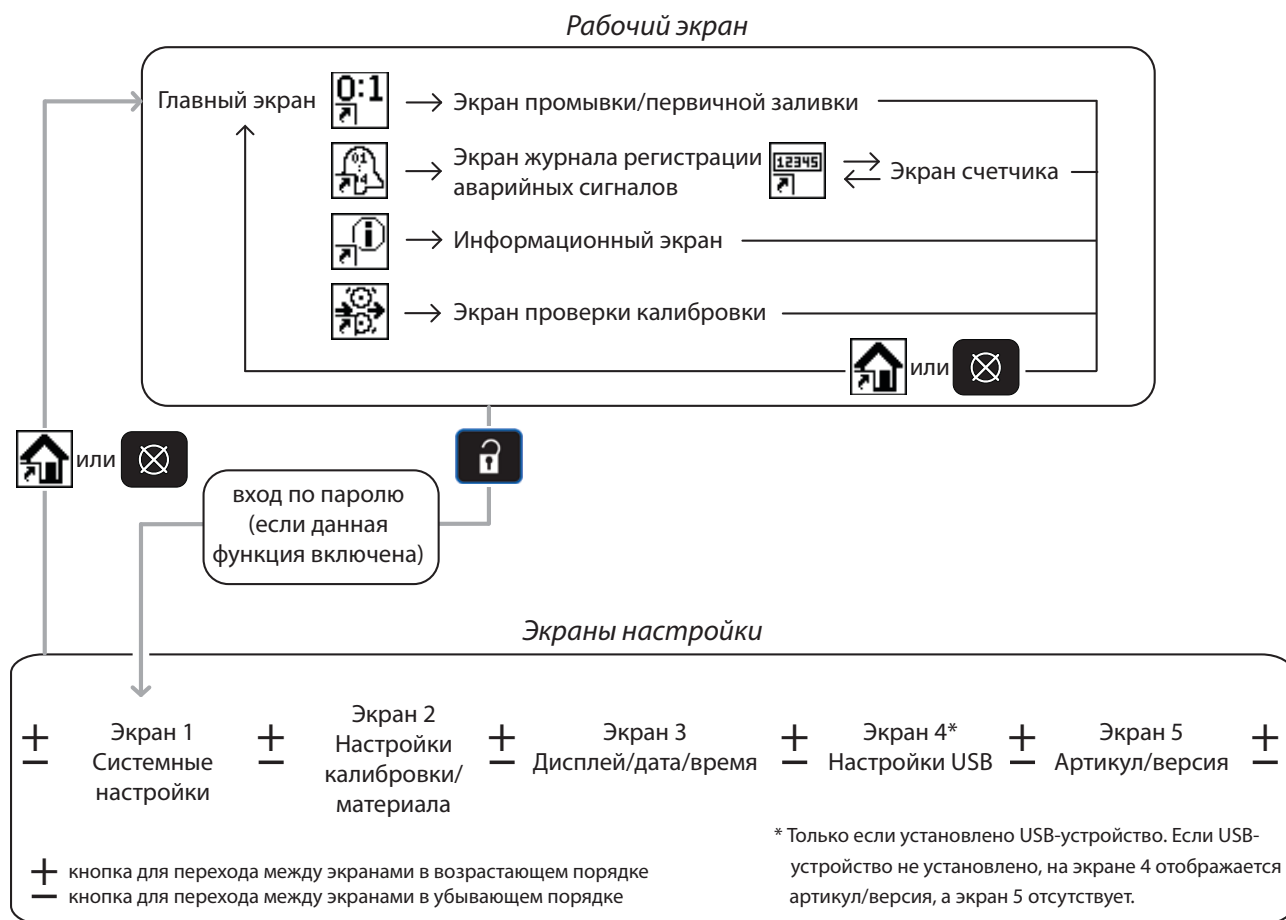 Рабочий экран
Главный экран
0:1
Экран промывки/первичной заливки
Экран журнала регистрации
аварийных сигналов
12345
Экран счетчика
Информационный экран
Экран проверки калибровки
или
или
вход по паролю
(если данная
функция включена)
Экраны настройки
+
−
Экран 1
Системные
настройки
+
−
Экран 2
Настройки
калибровки/
материала
+
−
Экран 3
Дисплей/дата/время
+
−
Экран 4*
Настройки USB
+
−
Экран 5
Артикул/версия
+
−
+ кнопка для перехода между экранами в возрастающем порядке
− кнопка для перехода между экранами в убывающем порядке
* Только если установлено USB-устройство. Если USB-
устройство не установлено, на экране 4 отображается
артикул/версия, а экран 5 отсутствует.